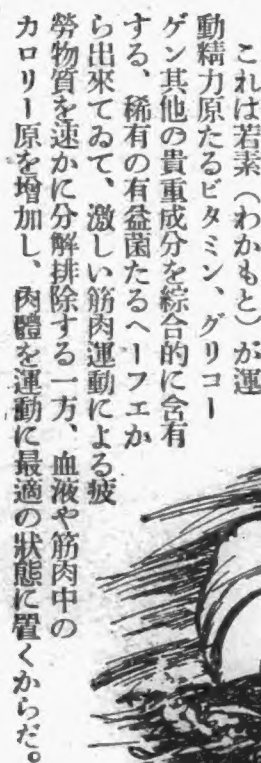 これは若素（わかもと）が運
動精力原たるビタミン、グリコー
ゲン其他の貴重成分を綜合的に含有
する、稀有の有益菌たるヘーフェか
ら出來てゐて、激しい筋肉運動による疲
勞物質を速かに分解排除する一方、血液や筋肉中の
カロリー原を増加し、肉體を運動に最適の狀態に置くからだ。